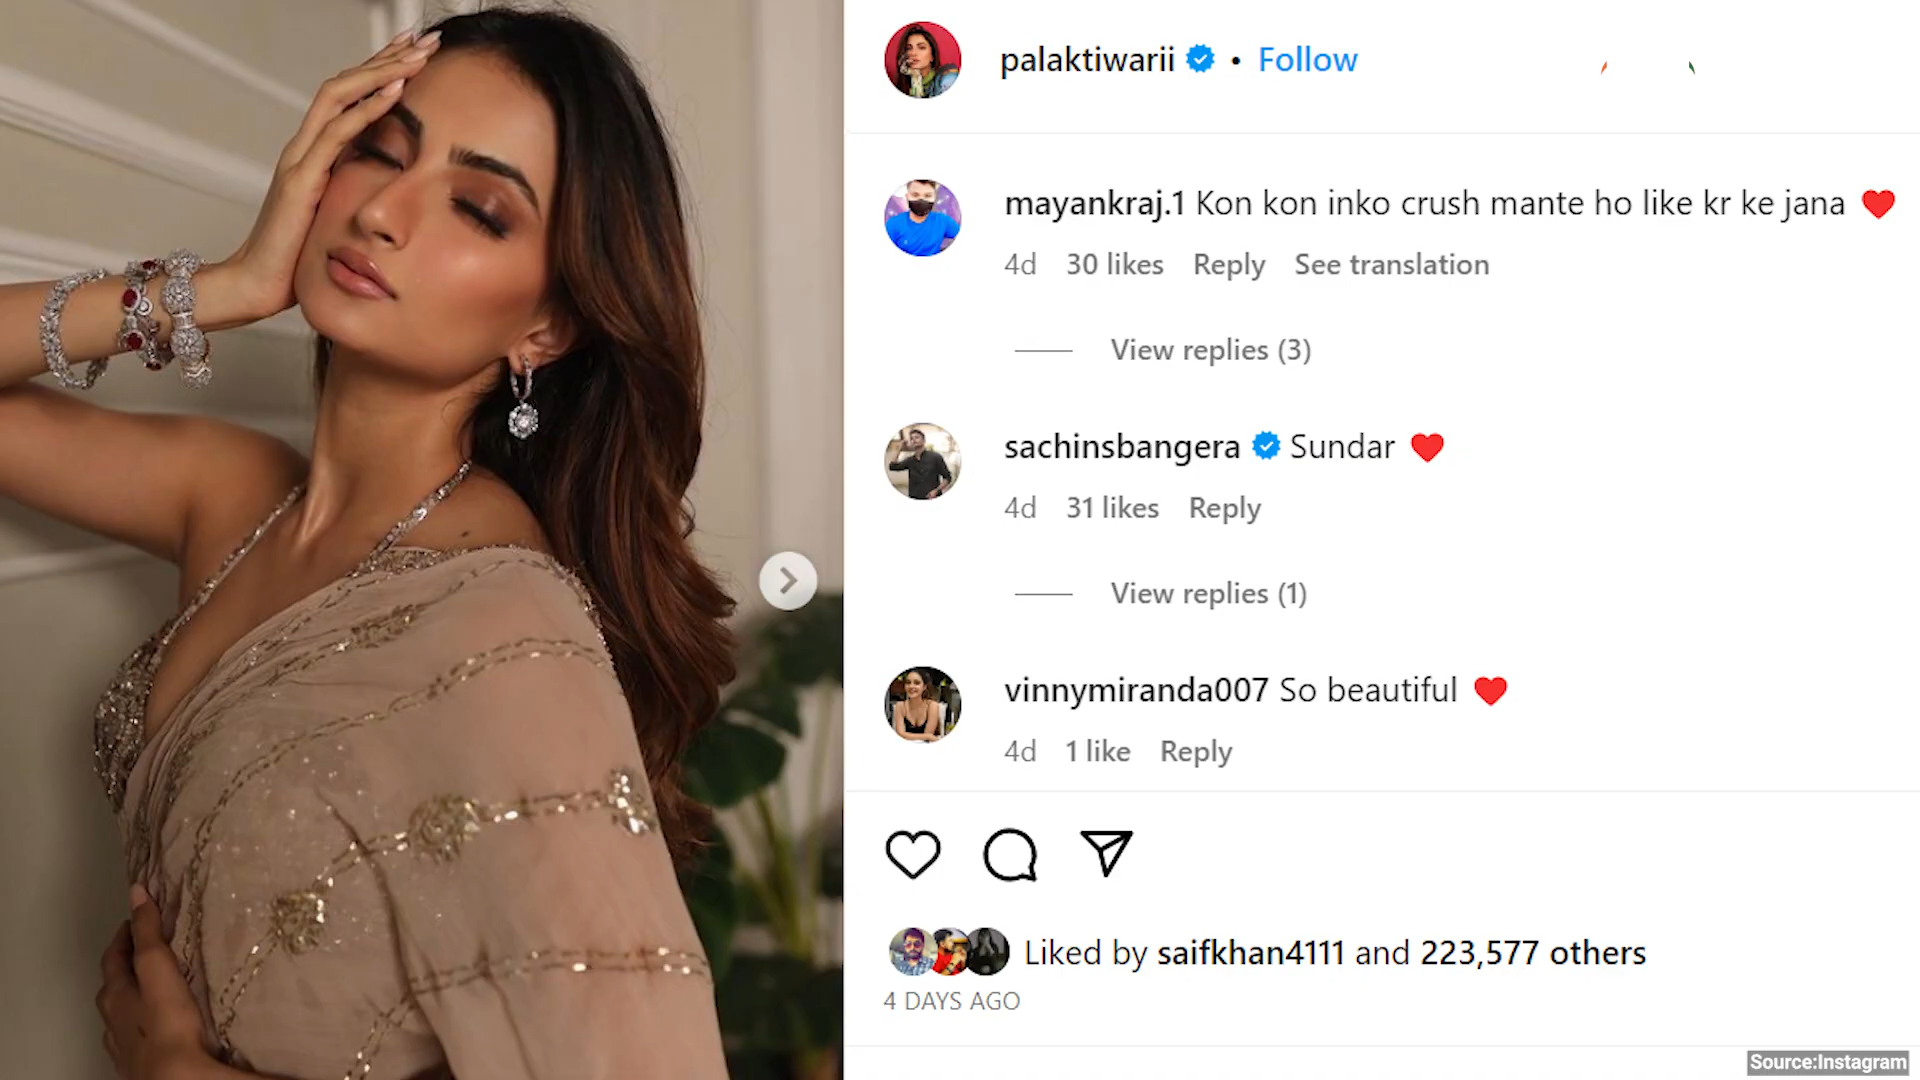 palaktiwarii • Follow
mayankraj.1 Kon kon inko crush mante ho like kr ke jana ❤️
4d 30 likes Reply See translation
View replies (3)
sachinsbangera Sundar ❤️
4d 31 likes Reply
View replies (1)
vinnymiranda007 So beautiful ❤️
4d 1 like Reply
Liked by saifkhan4111 and 223,577 others
4 DAYS AGO
Source:Instagram